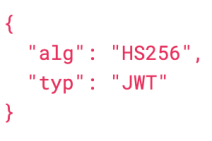 {
"alg": "HS256",
"typ": "JWT"
}